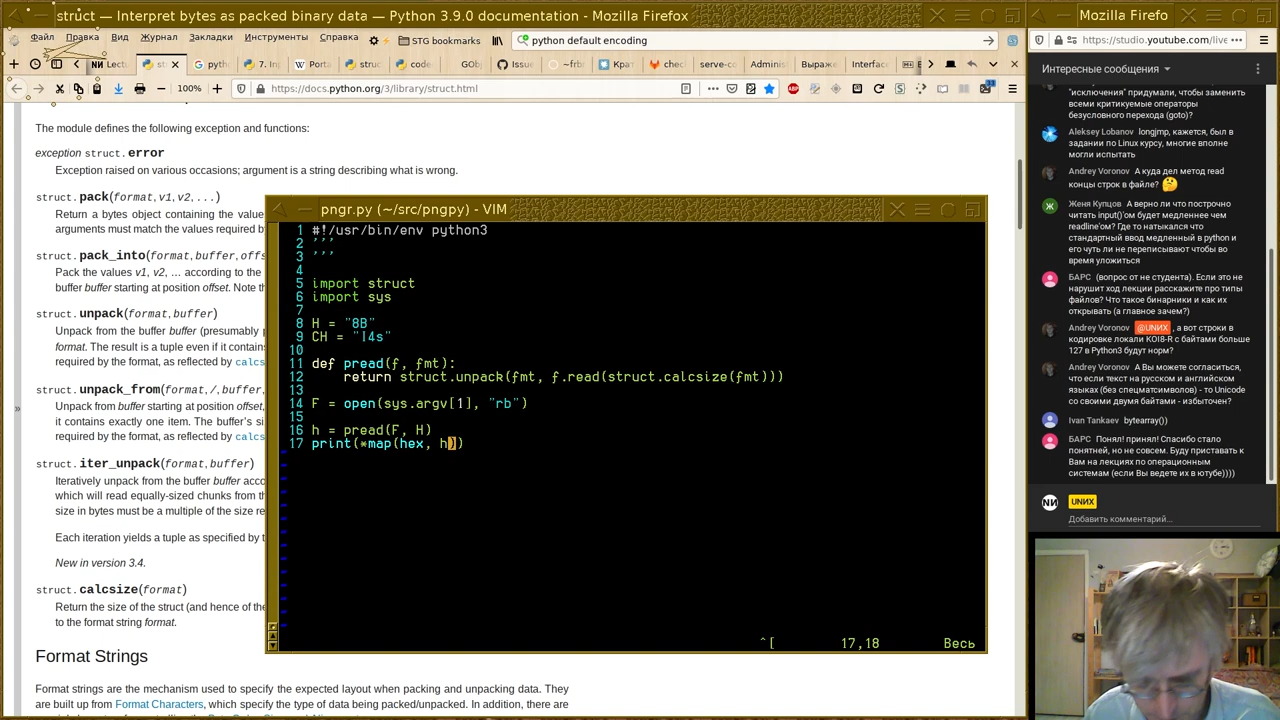 struct — Interpret bytes as packed binary data — Python 3.9.0 documentation - Mozilla Firefox
Файл Правка Вид Журнал Закладки Инструменты Справка
STG bookmarks
python default encoding
100%
https://docs.python.org/3/library/struct.html
The module defines the following exception and functions:
exception struct.error
Exception raised on various occasions; argument is a string describing what is wrong.
struct.pack(format, v1, v2, ...)
Return a bytes object containing the value
arguments must match the values required by
struct.pack_into(format, buffer, offs
Pack the values v1, v2, … according to the
buffer buffer starting at position offset. Note th
struct.unpack(format, buffer)
Unpack from the buffer buffer (presumably p
format. The result is a tuple even if it contain
required by the format, as reflected by calcs
struct.unpack_from(format, /, buffer,
Unpack from buffer starting at position offset,
it contains exactly one item. The buffer's siz
required by the format, as reflected by calcs
struct.iter_unpack(format, buffer)
Iteratively unpack from the buffer buffer acco
which will read equally-sized chunks from th
size in bytes must be a multiple of the size re
Each iteration yields a tuple as specified by t
New in version 3.4.
struct.calcsize(format)
Return the size of the struct (and hence of the
to the format string format.
Format Strings
Format strings are the mechanism used to specify the expected layout when packing and unpacking data. They
are built up from Format Characters, which specify the type of data being packed/unpacked. In addition, there are
pngr.py (~/src/pngpy) - VIM
1 #!/usr/bin/env python3
2 '''
3 '''
4
5 import struct
6 import sys
7
8 H = "8B"
9 CH = "I4s"
10
11 def pread(f, fmt):
12     return struct.unpack(fmt, f.read(struct.calcsize(fmt)))
13
14 F = open(sys.argv[1], "rb")
15
16 h = pread(F, H)
17 print(*map(hex, h))
^[ 17,18 Весь
Mozilla Firefo
https://studio.youtube.com/live
Интересные сообщения
"исключения" придумали, чтобы заменить
всеми критикуемые операторы
безусловного перехода (goto)?
Aleksey Lobanov longjmp, кажется, был в
задании по Linux курсу, многие вполне
могли испытать
Andrey Voronov А куда дел метод read
концы строк в файле? 🤔
Женя Купцов А верно ли что построчно
читать input()'ом будет медленнее чем
readline'ом? Где то натыкался что
стандартный ввод медленный в python и
его чуть ли не переписывают чтобы во
время уложиться
БАРС (вопрос от не студента). Если это не
нарушит ход лекции расскажите про типы
файлов? Что такое бинарники и как их
открывать (а главное зачем?)
Andrey Voronov @UNИX , а вот строки в
кодировке локали KOI8-R с байтами больше
127 в Python3 будут норм?
Andrey Voronov А Вы можете согласиться,
что если текст на русском и английском
языках (без спецматсимволов) - то Unicode
со своими двумя байтами - избыточен?
Ivan Tankaev bytearray())
БАРС Понял! принял! Спасибо стало
понятней, но не совсем. Буду приставать к
Вам на лекциях по операционным
системам (если Вы ведете их в ютубе))))
UNИX
Добавить комментарий...